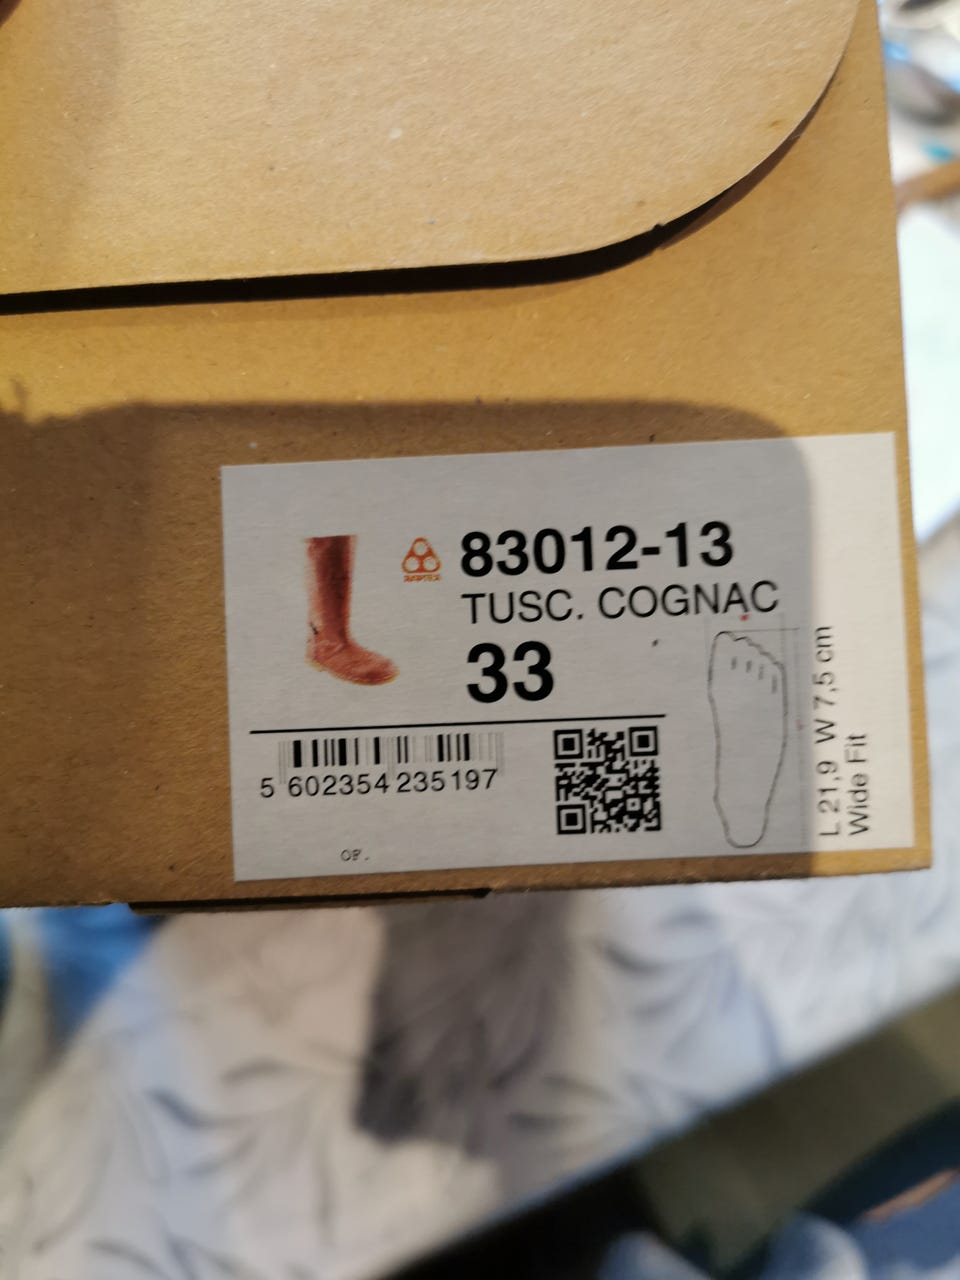 83012-13
TUSC. COGNAC
33
5 602354 235197
OF.
L 21,9 W 7,5 cm
Wide Fit